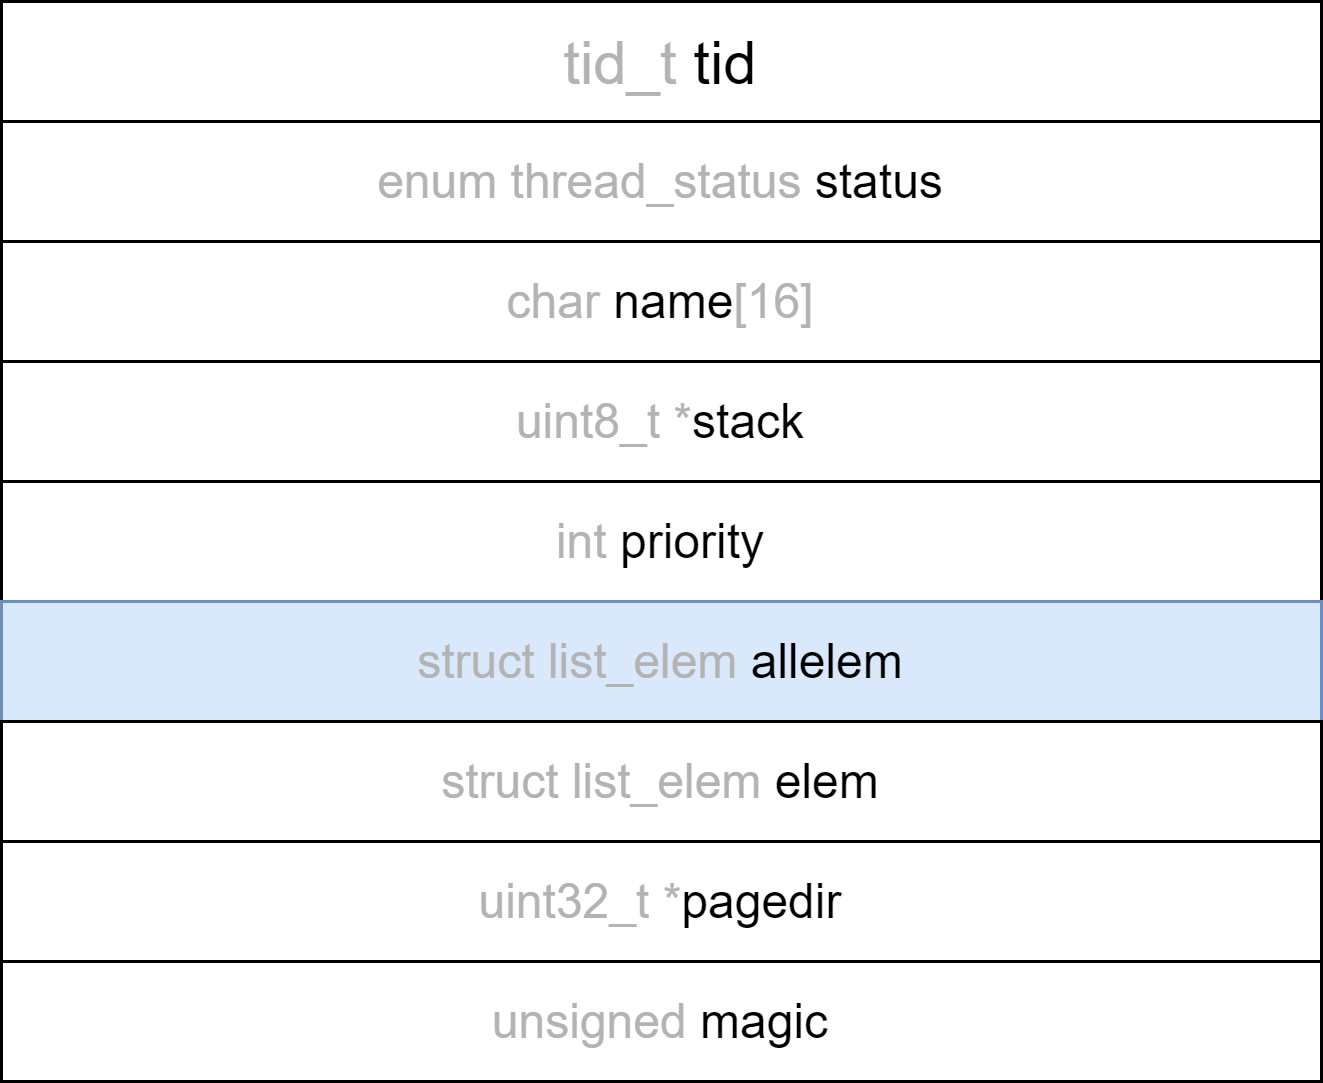 tid_t tid
enum thread_status status
char name[16]
uint8_t *stack
int priority
struct list_elem allelem
struct list_elem elem
uint32_t *pagedir
unsigned magic